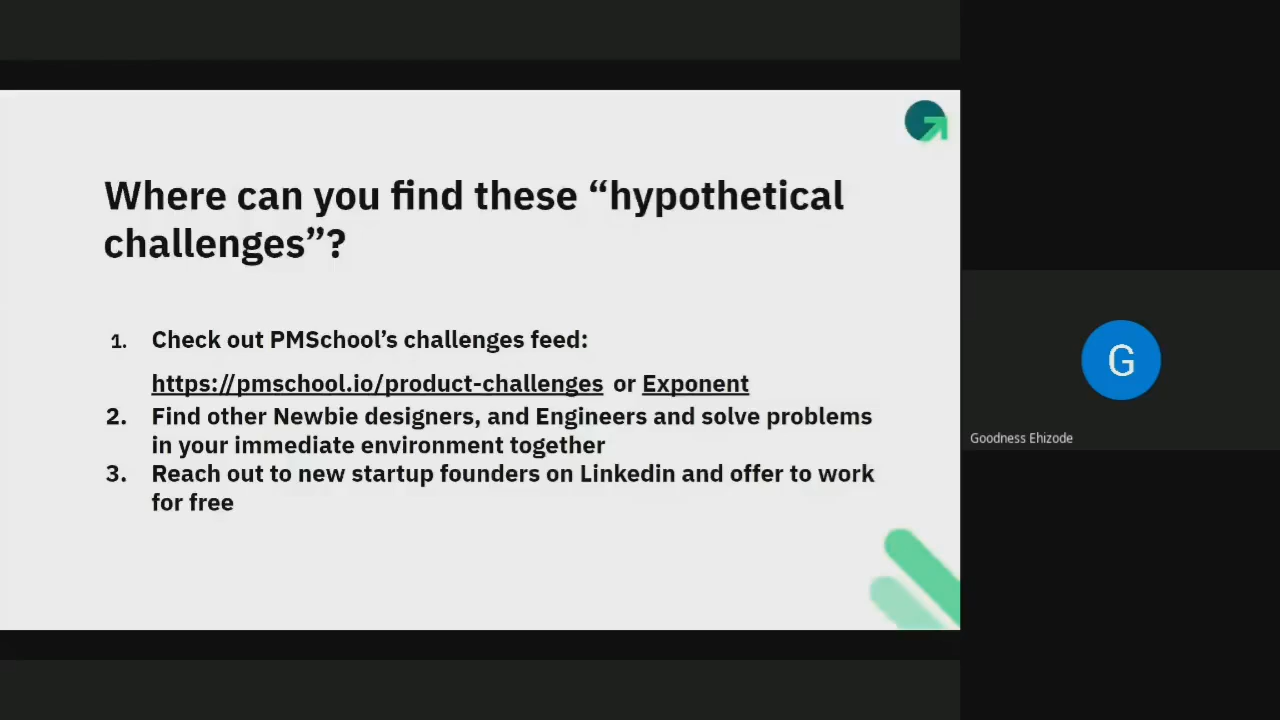 Where can you find these “hypothetical
challenges”?
1. Check out PMSchool’s challenges feed:
https://pmschool.io/product-challenges or Exponent
2. Find other Newbie designers, and Engineers and solve problems
in your immediate environment together
3. Reach out to new startup founders on Linkedin and offer to work
for free
G
Goodness Ehizode